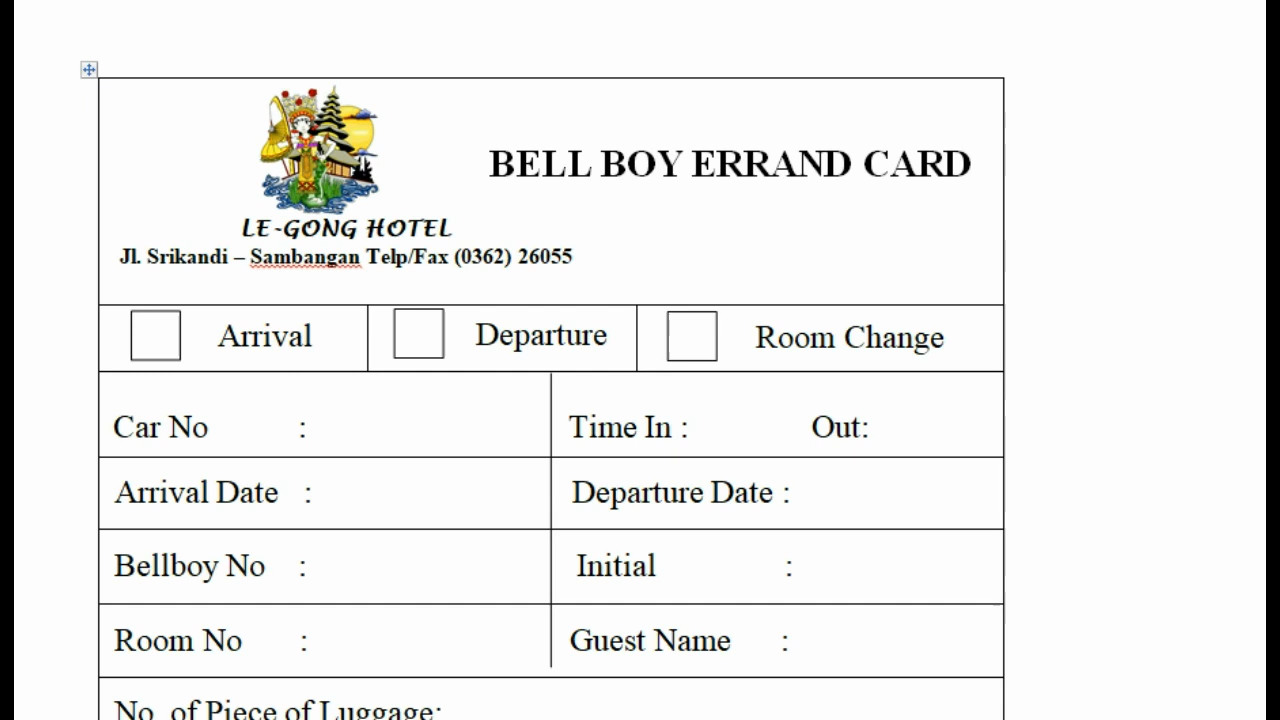 BELL BOY ERRAND CARD
LE-GONG HOTEL
Jl. Srikandi – Sambangan Telp/Fax (0362) 26055
Arrival Departure Room Change
Car No : Time In : Out:
Arrival Date : Departure Date :
Bellboy No : Initial :
Room No : Guest Name :
No. of Piece of Luggage: